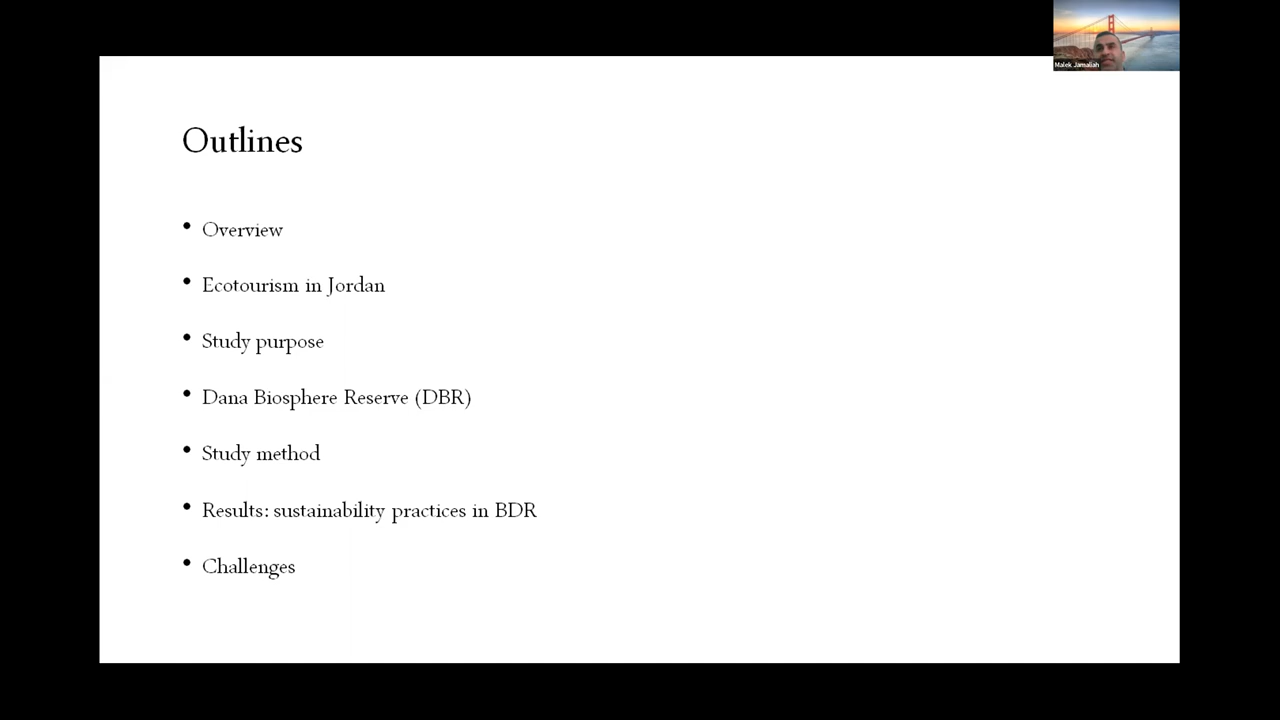 Malek Jamaliah
Outlines
• Overview
• Ecotourism in Jordan
• Study purpose
• Dana Biosphere Reserve (DBR)
• Study method
• Results: sustainability practices in BDR
• Challenges